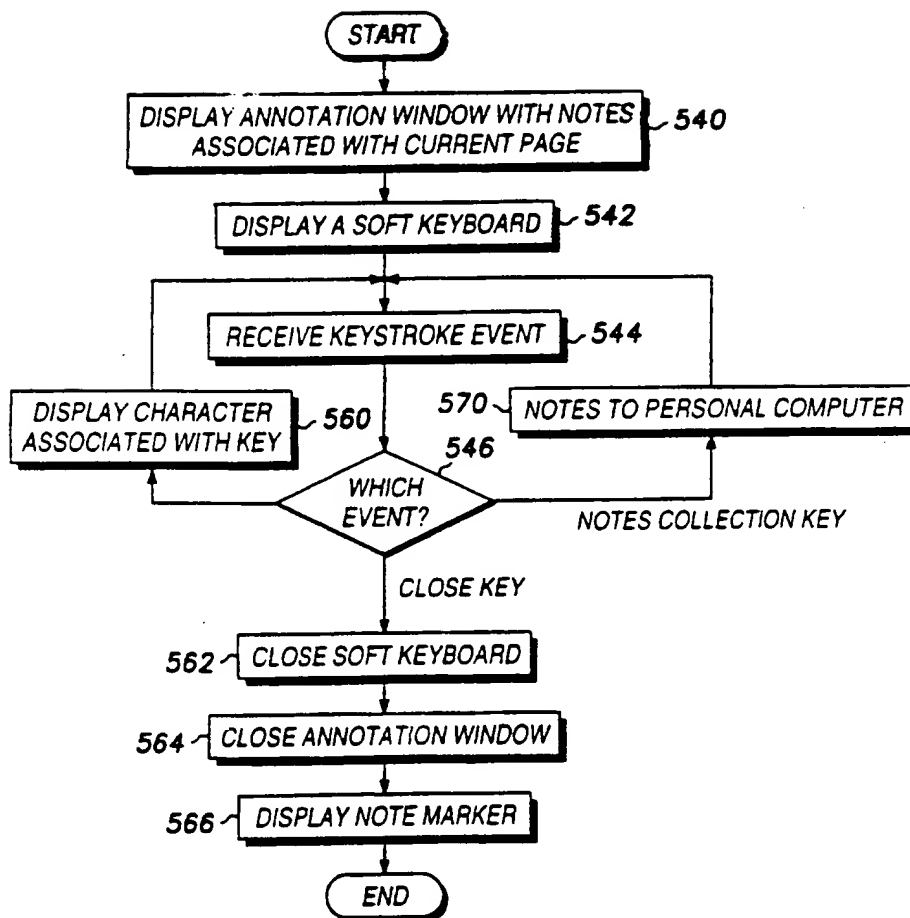 START
DISPLAY ANNOTATION WINDOW WITH NOTES
ASSOCIATED WITH CURRENT PAGE
540
DISPLAY A SOFT KEYBOARD
542
RECEIVE KEYSTROKE EVENT
544
DISPLAY CHARACTER
ASSOCIATED WITH KEY
560
570
NOTES TO PERSONAL COMPUTER
546
WHICH
EVENT?
NOTES COLLECTION KEY
CLOSE KEY
562
CLOSE SOFT KEYBOARD
564
CLOSE ANNOTATION WINDOW
566
DISPLAY NOTE MARKER
END